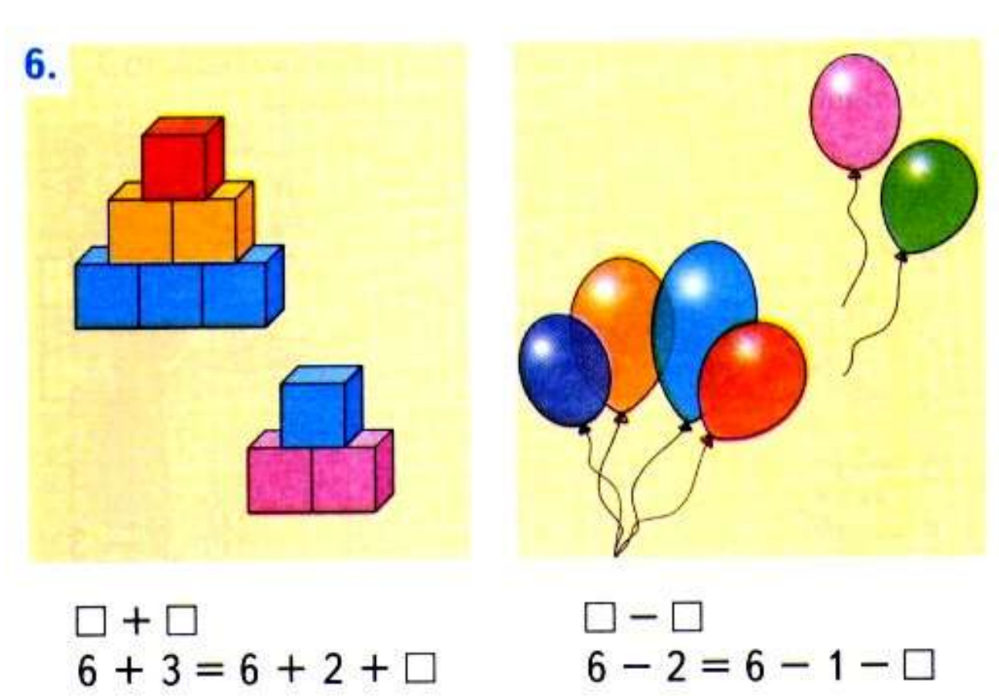 6.
□ + □
6 + 3 = 6 + 2 + □
□ − □
6 − 2 = 6 − 1 − □